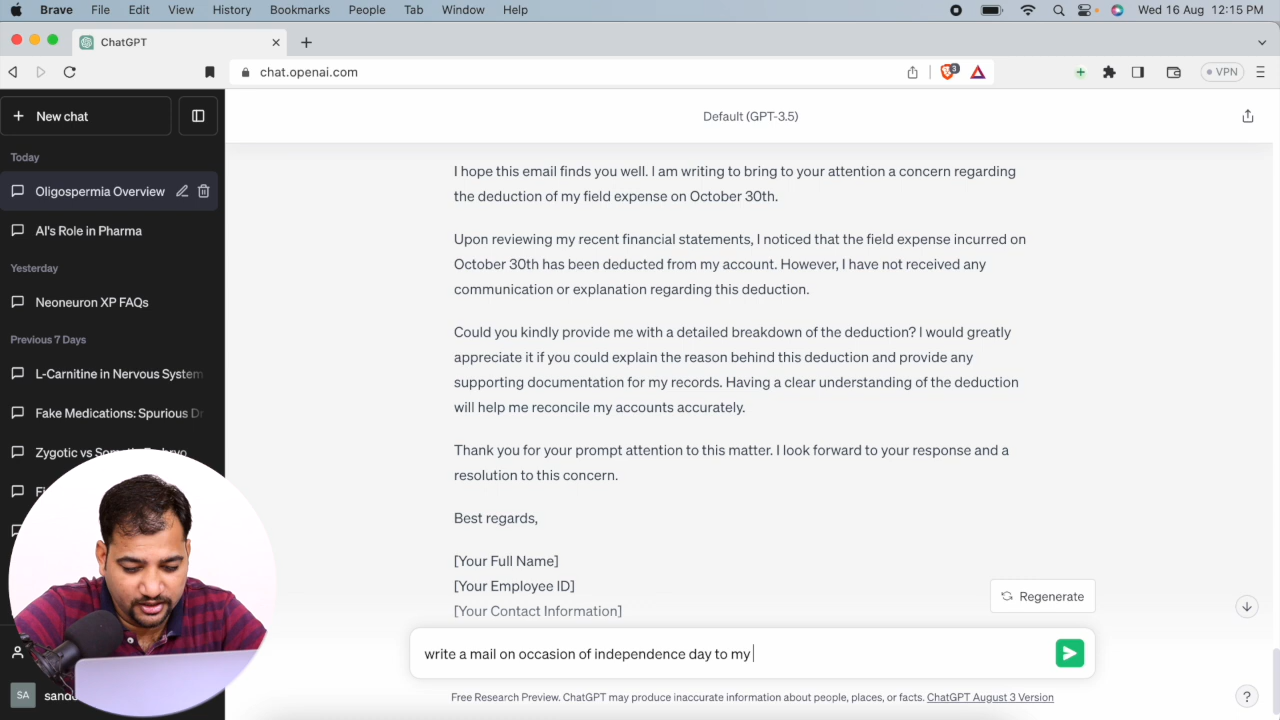 Brave File Edit View History Bookmarks People Tab Window Help Wed 16 Aug 12:15 PM
ChatGPT
chat.openai.com 3 VPN
New chat
Default (GPT-3.5)
Today
Oligospermia Overview
AI's Role in Pharma
Yesterday
Neoneuron XP FAQs
Previous 7 Days
L-Carnitine in Nervous System
Fake Medications: Spurious Dr
Zygotic vs Somatic Embryo
I hope this email finds you well. I am writing to bring to your attention a concern regarding
the deduction of my field expense on October 30th.
Upon reviewing my recent financial statements, I noticed that the field expense incurred on
October 30th has been deducted from my account. However, I have not received any
communication or explanation regarding this deduction.
Could you kindly provide me with a detailed breakdown of the deduction? I would greatly
appreciate it if you could explain the reason behind this deduction and provide any
supporting documentation for my records. Having a clear understanding of the deduction
will help me reconcile my accounts accurately.
Thank you for your prompt attention to this matter. I look forward to your response and a
resolution to this concern.
Best regards,
[Your Full Name]
[Your Employee ID]
[Your Contact Information]
Regenerate
write a mail on occasion of independence day to my
SA
Free Research Preview. ChatGPT may produce inaccurate information about people, places, or facts. ChatGPT August 3 Version
?